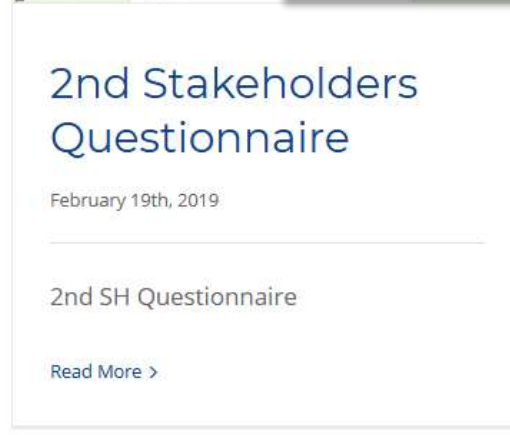 2nd Stakeholders
Questionnaire
February 19th, 2019
2nd SH Questionnaire
Read More >